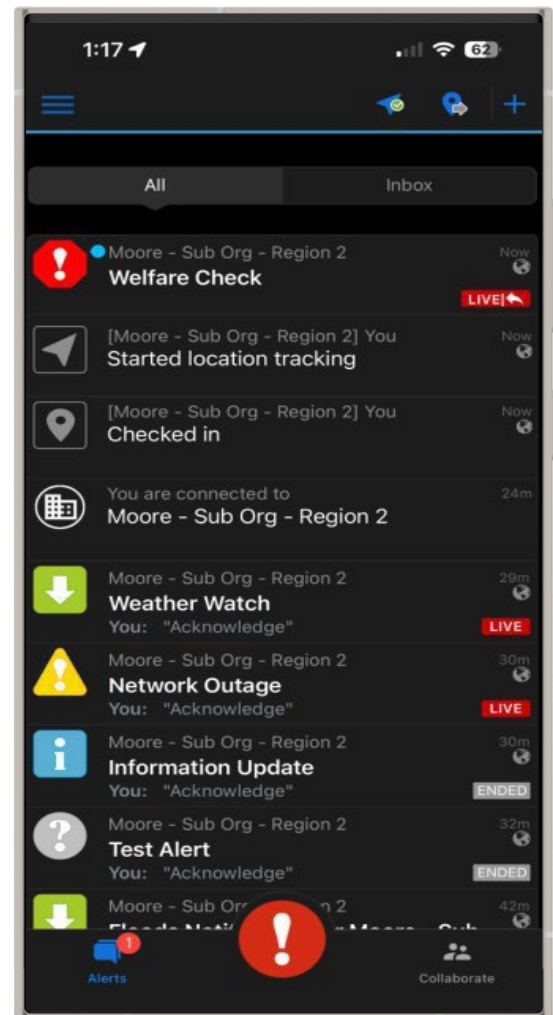 1:17
62
All
Inbox
Moore - Sub Org - Region 2
Now
Welfare Check
LIVE
[Moore - Sub Org - Region 2] You
Now
Started location tracking
[Moore - Sub Org - Region 2] You
Now
Checked in
You are connected to
24m
Moore - Sub Org - Region 2
Moore - Sub Org - Region 2
29m
Weather Watch
You: "Acknowledge"
LIVE
Moore - Sub Org - Region 2
30m
Network Outage
You: "Acknowledge"
LIVE
Moore - Sub Org - Region 2
30m
Information Update
You: "Acknowledge"
ENDED
Moore - Sub Org - Region 2
32m
Test Alert
You: "Acknowledge"
ENDED
Moore - Sub Or n 2
42m
Moore - Sub
1
Alerts
Collaborate